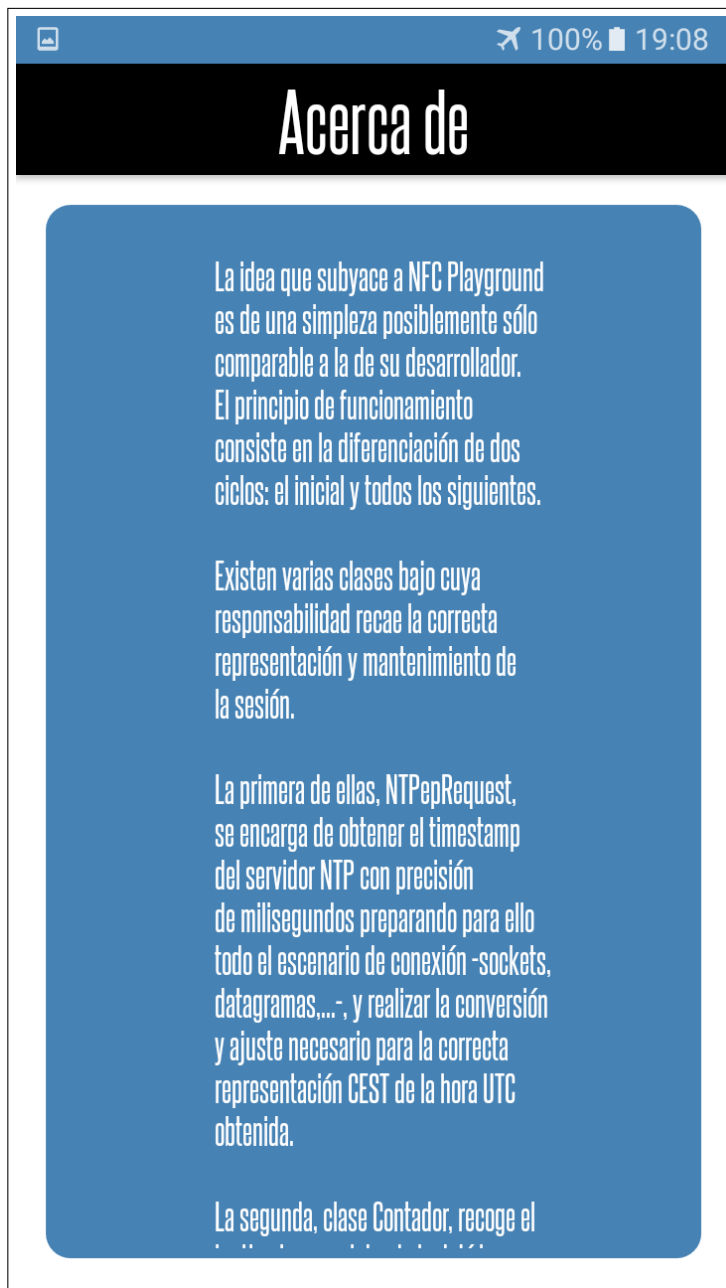 100% 19:08
Acerca de
La idea que subyace a NFC Playground
es de una simpleza posiblemente sólo
comparable a la de su desarrollador.
El principio de funcionamiento
consiste en la diferenciación de dos
ciclos: el inicial y todos los siguientes.
Existen varias clases bajo cuya
responsabilidad recae la correcta
representación y mantenimiento de
la sesión.
La primera de ellas, NTPepRequest,
se encarga de obtener el timestamp
del servidor NTP con precisión
de milisegundos preparando para ello
todo el escenario de conexión -sockets,
datagramas,...-, y realizar la conversión
y ajuste necesario para la correcta
representación CEST de la hora UTC
obtenida.
La segunda, clase Contador, recoge el